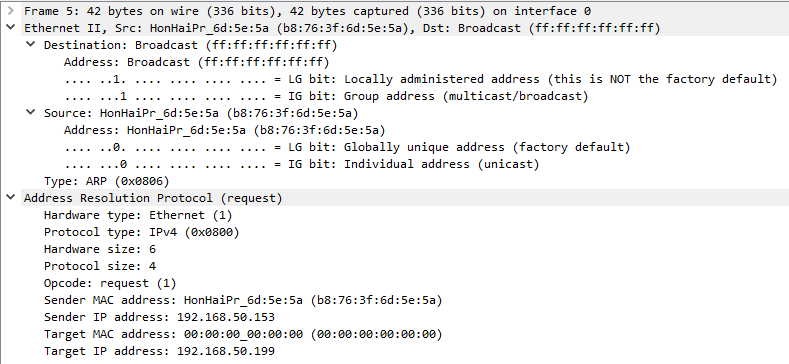 Frame 5: 42 bytes on wire (336 bits), 42 bytes captured (336 bits) on interface 0
Ethernet II, Src: HonHaiPr_6d:5e:5a (b8:76:3f:6d:5e:5a), Dst: Broadcast (ff:ff:ff:ff:ff:ff)
Destination: Broadcast (ff:ff:ff:ff:ff:ff)
Address: Broadcast (ff:ff:ff:ff:ff:ff)
.... ..1. .... .... .... .... = LG bit: Locally administered address (this is NOT the factory default)
.... ...1 .... .... .... .... = IG bit: Group address (multicast/broadcast)
Source: HonHaiPr_6d:5e:5a (b8:76:3f:6d:5e:5a)
Address: HonHaiPr_6d:5e:5a (b8:76:3f:6d:5e:5a)
.... ..0. .... .... .... .... = LG bit: Globally unique address (factory default)
.... ...0 .... .... .... .... = IG bit: Individual address (unicast)
Type: ARP (0x0806)
Address Resolution Protocol (request)
Hardware type: Ethernet (1)
Protocol type: IPv4 (0x0800)
Hardware size: 6
Protocol size: 4
Opcode: request (1)
Sender MAC address: HonHaiPr_6d:5e:5a (b8:76:3f:6d:5e:5a)
Sender IP address: 192.168.50.153
Target MAC address: 00:00:00_00:00:00 (00:00:00:00:00:00)
Target IP address: 192.168.50.199